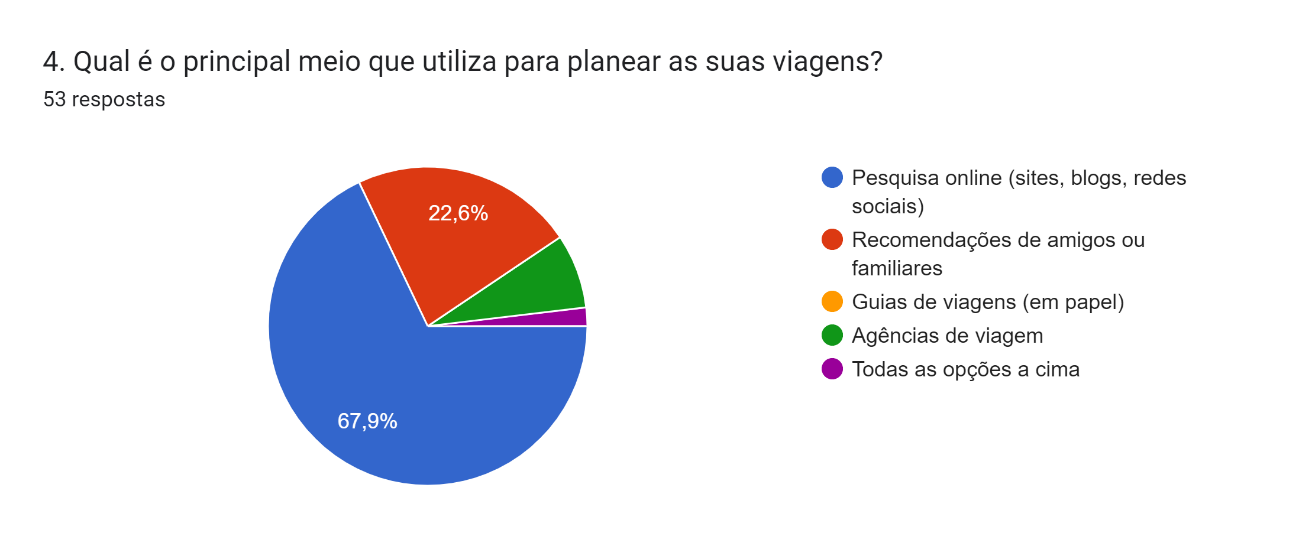 4. Qual é o principal meio que utiliza para planear as suas viagens?
53 respostas
22,6%
67,9%
Pesquisa online (sites, blogs, redes
sociais)
Recomendações de amigos ou
familiares
Guias de viagens (em papel)
Agências de viagem
Todas as opções a cima